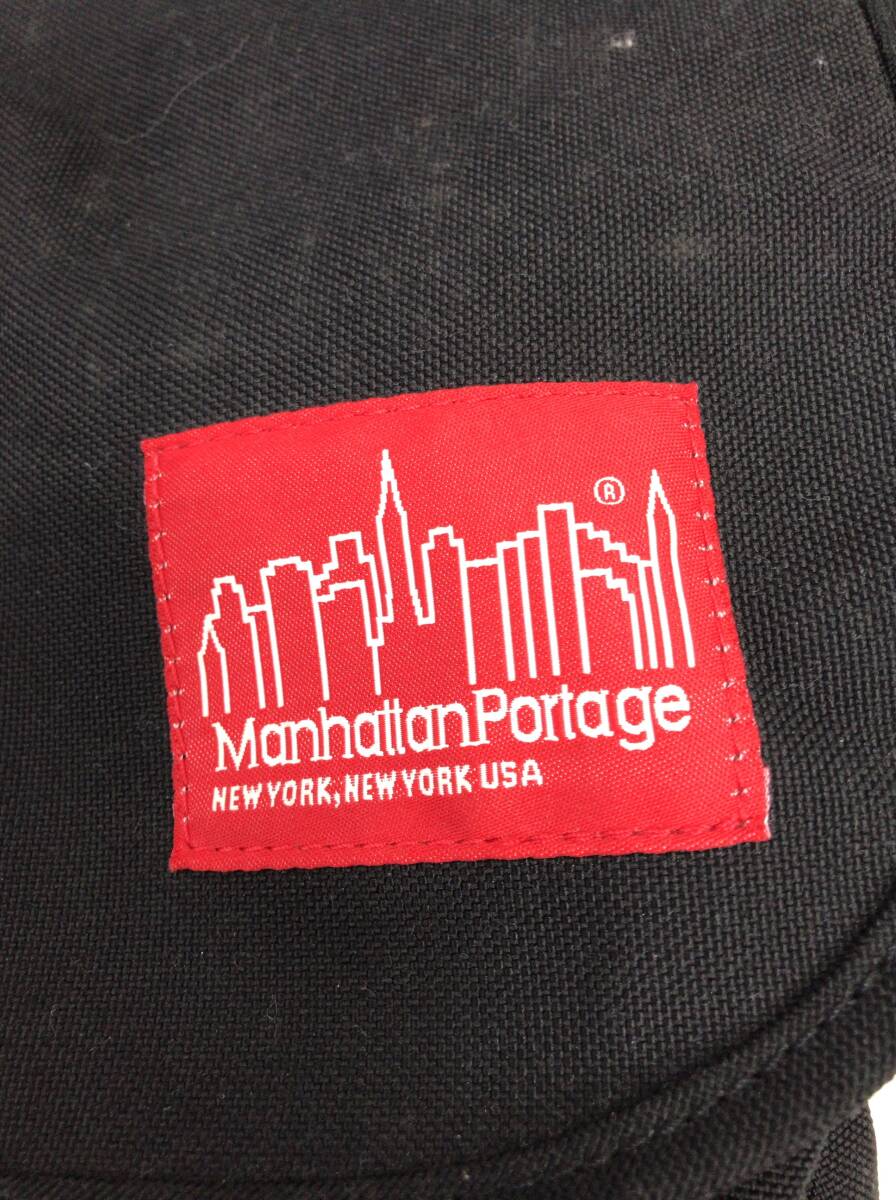 ®
ManhattanPortage
NEW YORK, NEW YORK USA